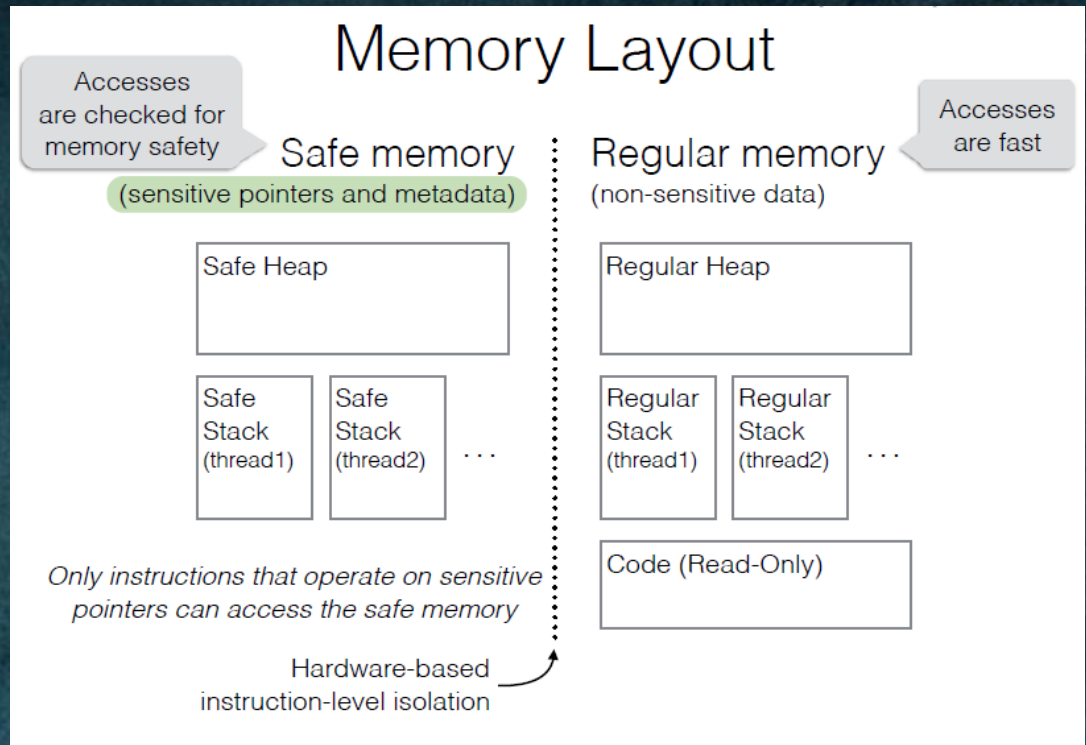 Memory Layout
Accesses
are checked for
memory safety
Safe memory
(sensitive pointers and metadata)
Regular memory
(non-sensitive data)
Accesses
are fast
Safe Heap
Safe
Stack
(thread1)
Safe
Stack
(thread2)
...
Only instructions that operate on sensitive
pointers can access the safe memory
Hardware-based
instruction-level isolation
Regular Heap
Regular
Stack
(thread1)
Regular
Stack
(thread2)
...
Code (Read-Only)